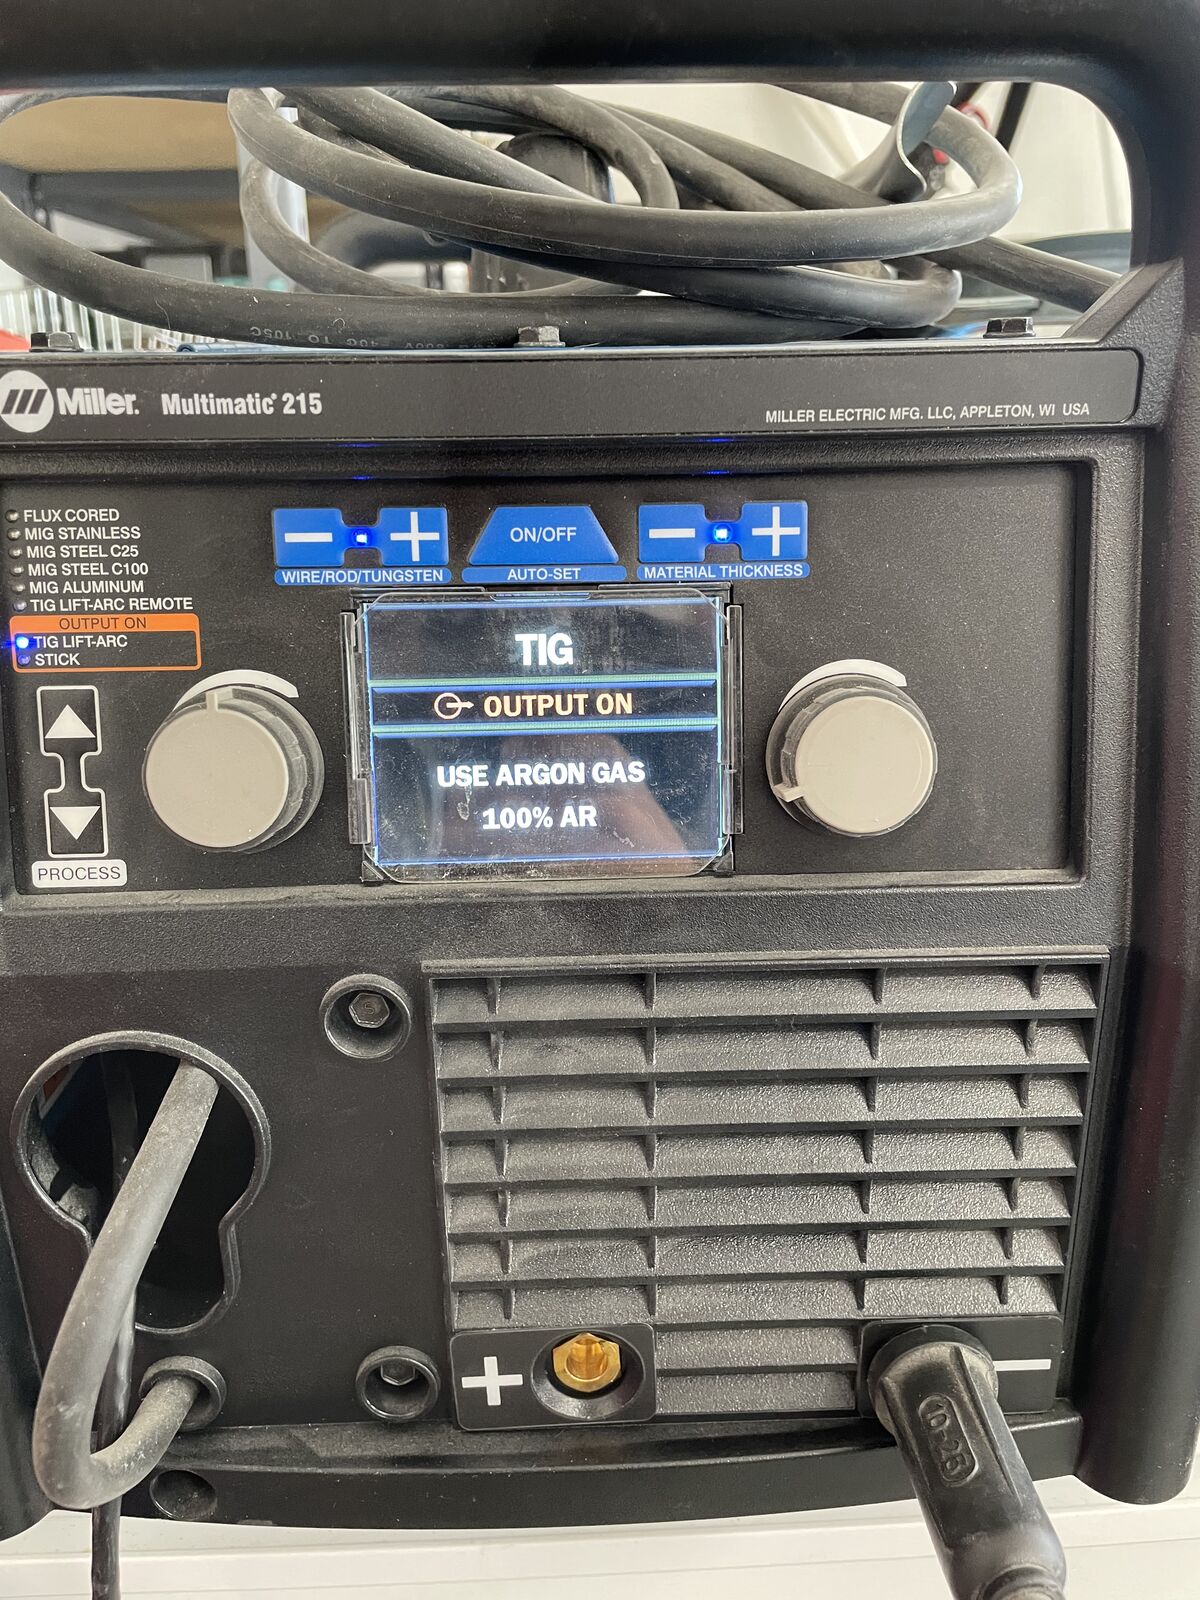 Miller. Multimatic® 215
MILLER ELECTRIC MFG. LLC, APPLETON, WI USA
FLUX CORED
MIG STAINLESS
MIG STEEL C25
MIG STEEL C100
MIG ALUMINUM
TIG LIFT-ARC REMOTE
OUTPUT ON
TIG LIFT-ARC
STICK
PROCESS
WIRE/ROD/TUNGSTEN
ON/OFF
AUTO-SET
MATERIAL THICKNESS
TIG
OUTPUT ON
USE ARGON GAS
100% AR
+
−
10-25